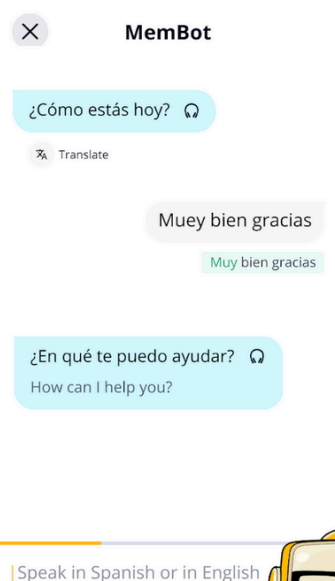 MemBot
¿Cómo estás hoy?
Translate
Muey bien gracias
Muy bien gracias
¿En qué te puedo ayudar?
How can I help you?
Speak in Spanish or in English